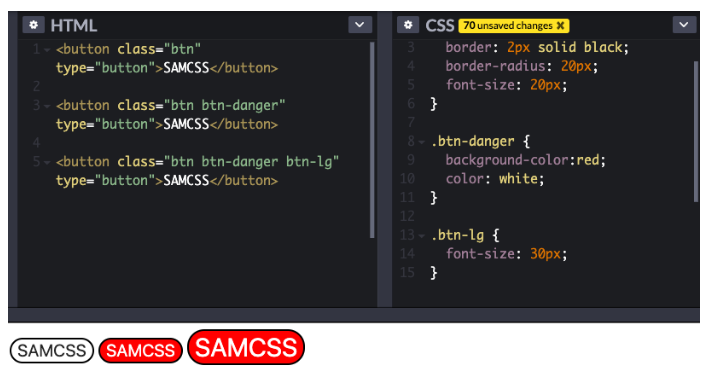 HTML
1 <button class="btn"
type="button">SAMCSS</button>
2
3 <button class="btn btn-danger"
type="button">SAMCSS</button>
4
5 <button class="btn btn-danger btn-lg"
type="button">SAMCSS</button>
CSS 70 unsaved changes ✖
3 border: 2px solid black;
4 border-radius: 20px;
5 font-size: 20px;
6 }
7
8 .btn-danger {
9 background-color:red;
10 color: white;
11 }
12
13 .btn-lg {
14 font-size: 30px;
15 }
SAMCSS SAMCSS SAMCSS